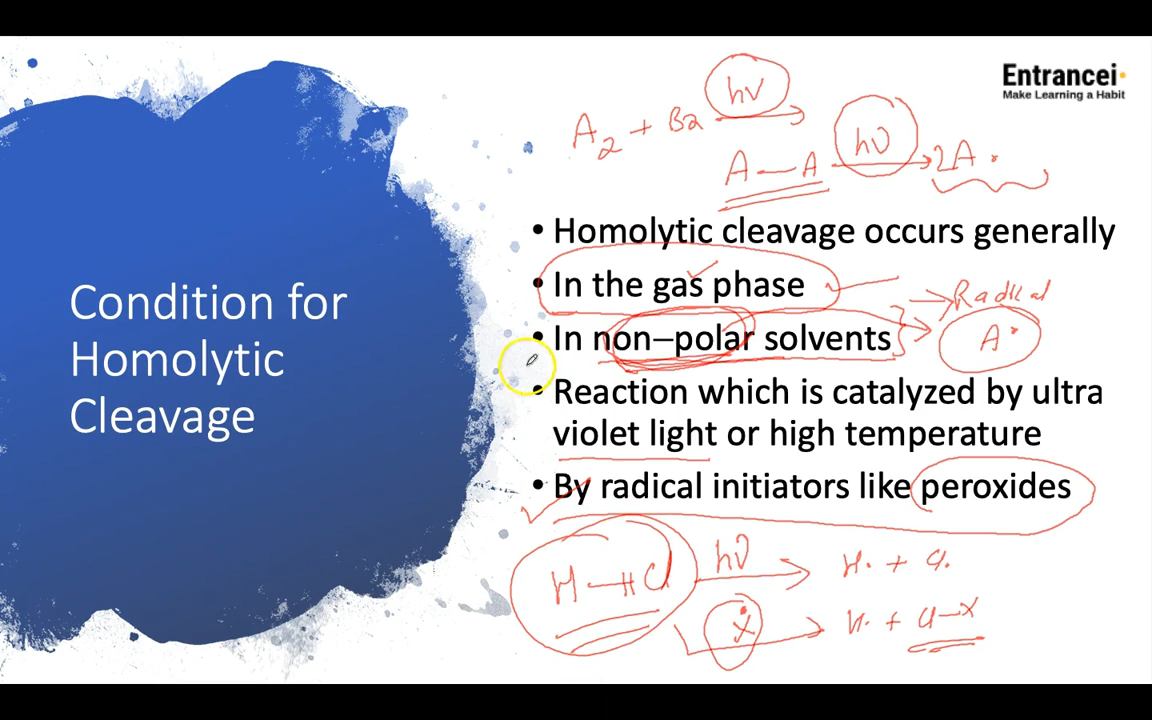 Entrancei
Make Learning a Habit
A2 + B2 hν
A—A hν 2A·
Condition for
Homolytic
Cleavage
• Homolytic cleavage occurs generally
• In the gas phase
Radical
• In non–polar solvents
A·
• Reaction which is catalyzed by ultra
violet light or high temperature
• By radical initiators like peroxides
hν H· + Cl·
H· + Cl–X